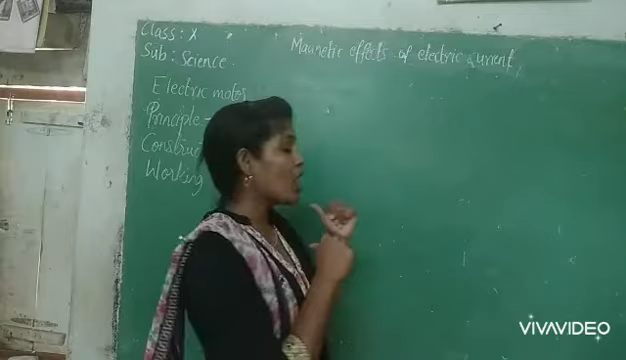 Class : X
Sub : Science
Magnetic effects of electric current
Electric motor
Principle -
Construc
Working
VIVAVIDEO